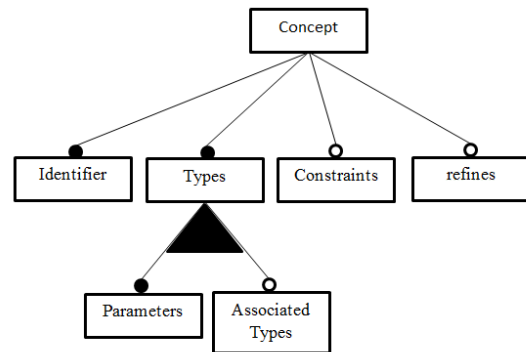 Concept
Identifier
Types
Constraints
refines
Parameters
Associated
Types